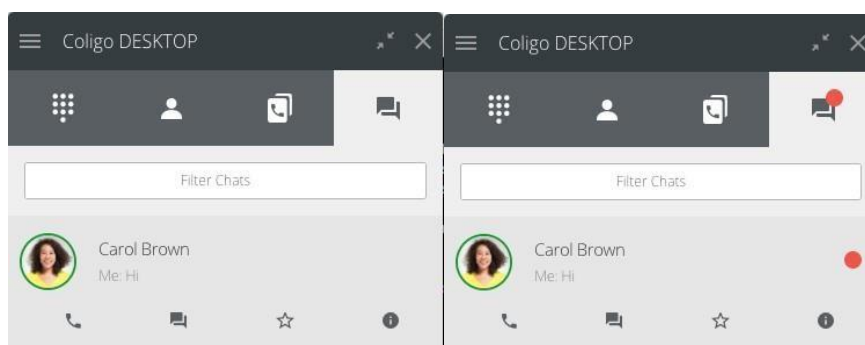 Coligo DESKTOP
Filter Chats
Carol Brown
Me: Hi
Coligo DESKTOP
Filter Chats
Carol Brown
Me: Hi